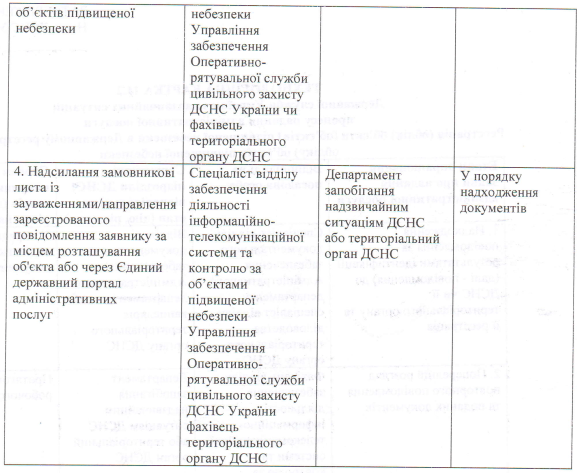 об’єктів підвищеної
небезпеки
небезпеки
Управління
забезпечення
Оперативно-
рятувальної служби
цивільного захисту
ДСНС України чи
фахівець
територіального
органу ДСНС
4. Надсилання замовникові
листа із
зауваженнями/направлення
зареєстрованого
повідомлення заявнику за
місцем розташування
об'єкта або через Єдиний
державний портал
адміністративних
послуг
Спеціаліст відділу
забезпечення
діяльності
інформаційно-
телекомунікаційної
системи та
контролю за
об’єктами
підвищеної
небезпеки
Управління
забезпечення
Оперативно-
рятувальної служби
цивільного захисту
ДСНС України
фахівець
територіального
органу ДСНС
Департамент
запобігання
надзвичайним
ситуаціям ДСНС
або територіальний
орган ДСНС
У порядку
надходження
документів